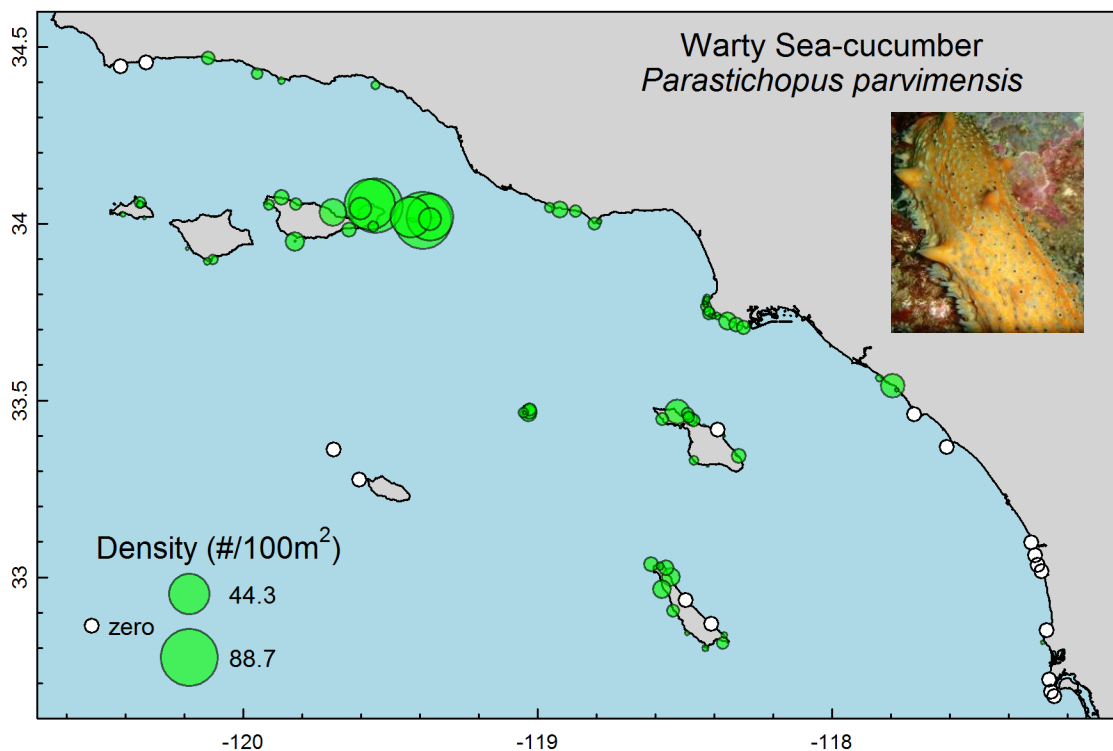 Warty Sea-cucumber
Parastichopus parvimensis
34.5
34
33.5
33
Density (#/100m²)
44.3
zero
88.7
-120
-119
-118